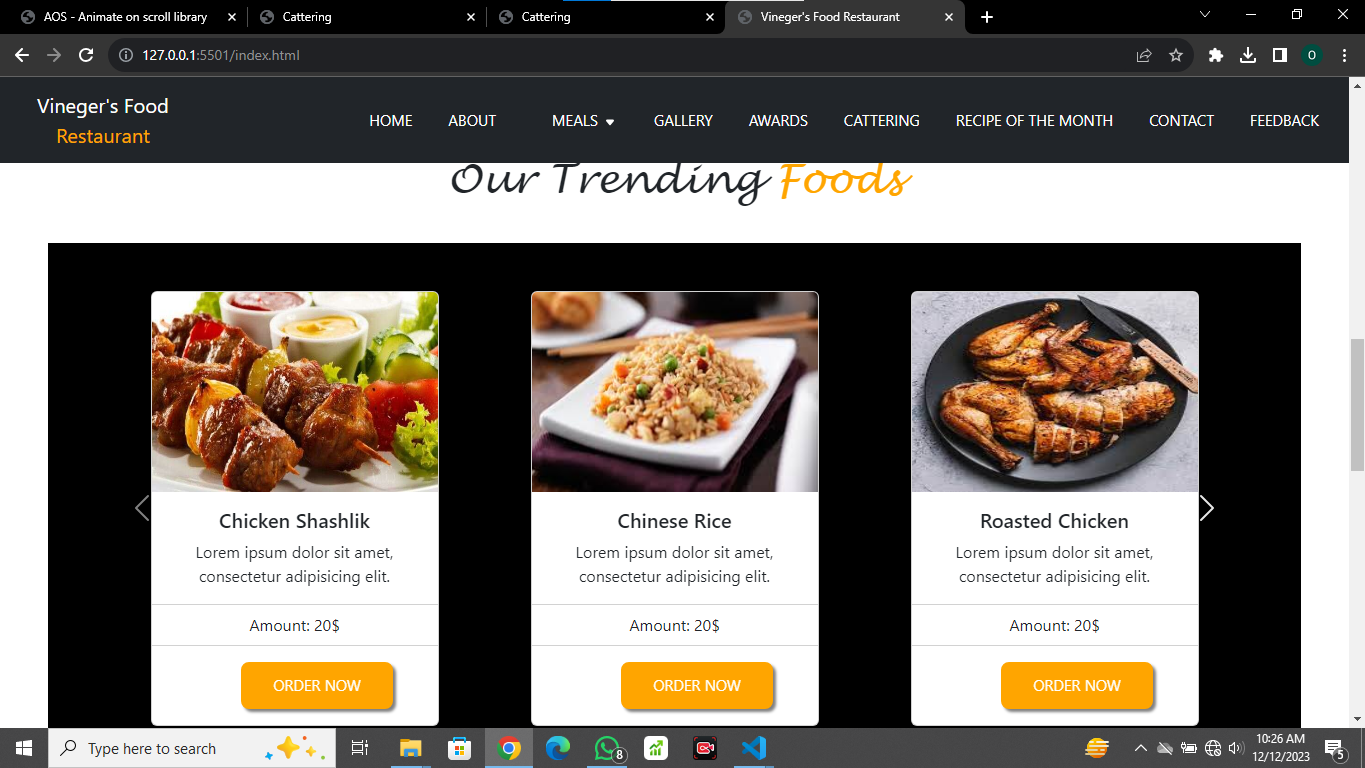 AOS - Animate on scroll library
Cattering
Cattering
Vineger's Food Restaurant
127.0.0.1:5501/index.html
O
Vineger's Food
Restaurant
HOME ABOUT MEALS GALLERY AWARDS CATTERING RECIPE OF THE MONTH CONTACT FEEDBACK
Our Trending Foods
Chicken Shashlik
Lorem ipsum dolor sit amet,
consectetur adipisicing elit.
Amount: 20$
ORDER NOW
Chinese Rice
Lorem ipsum dolor sit amet,
consectetur adipisicing elit.
Amount: 20$
ORDER NOW
Roasted Chicken
Lorem ipsum dolor sit amet,
consectetur adipisicing elit.
Amount: 20$
ORDER NOW
Type here to search
8
10:26 AM
12/12/2023
5